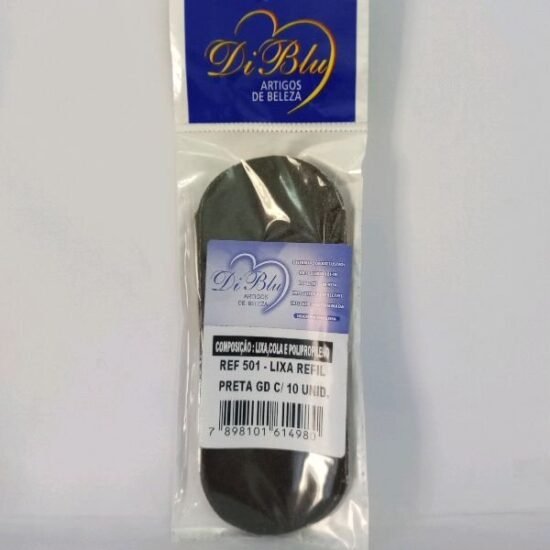 Di Blu
ARTIGOS
DE BELEZA
Di Blu
ARTIGOS
DE BELEZA
COMPOSIÇÃO : LIXA,COLA E POLIPROPILENO
REF 501 - LIXA REFIL
PRETA GD C/ 10 UNID.
7 898101 614980